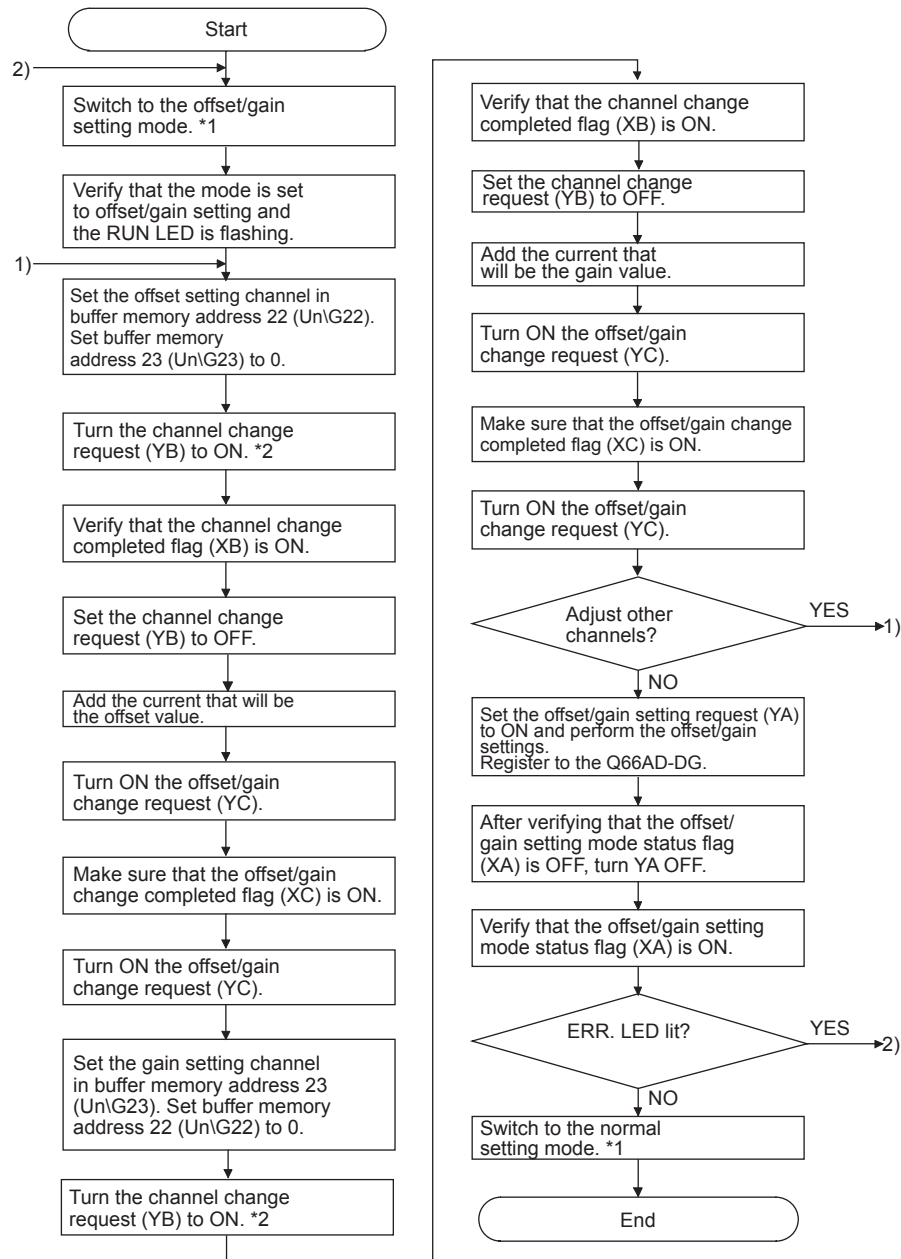 Start
2)
Switch to the offset/gain
setting mode. *1
Verify that the mode is set
to offset/gain setting and
the RUN LED is flashing.
1)
Set the offset setting channel in
buffer memory address 22 (Un\G22).
Set buffer memory
address 23 (Un\G23) to 0.
Turn the channel change
request (YB) to ON. *2
Verify that the channel change
completed flag (XB) is ON.
Set the channel change
request (YB) to OFF.
Add the current that will be
the offset value.
Turn ON the offset/gain
change request (YC).
Make sure that the offset/gain
change completed flag (XC) is ON.
Turn ON the offset/gain
change request (YC).
Set the gain setting channel
in buffer memory address 23
(Un\G23). Set buffer memory
address 22 (Un\G22) to 0.
Turn the channel change
request (YB) to ON. *2
Verify that the channel change
completed flag (XB) is ON.
Set the channel change
request (YB) to OFF.
Add the current that
will be the gain value.
Turn ON the offset/gain
change request (YC).
Make sure that the offset/gain change
completed flag (XC) is ON.
Turn ON the offset/gain
change request (YC).
Adjust other
channels?
YES
1)
NO
Set the offset/gain setting request (YA)
to ON and perform the offset/gain
settings.
Register to the Q66AD-DG.
After verifying that the offset/
gain setting mode status flag
(XA) is OFF, turn YA OFF.
Verify that the offset/gain setting
mode status flag (XA) is ON.
ERR. LED lit?
YES
2)
NO
Switch to the normal
setting mode. *1
End